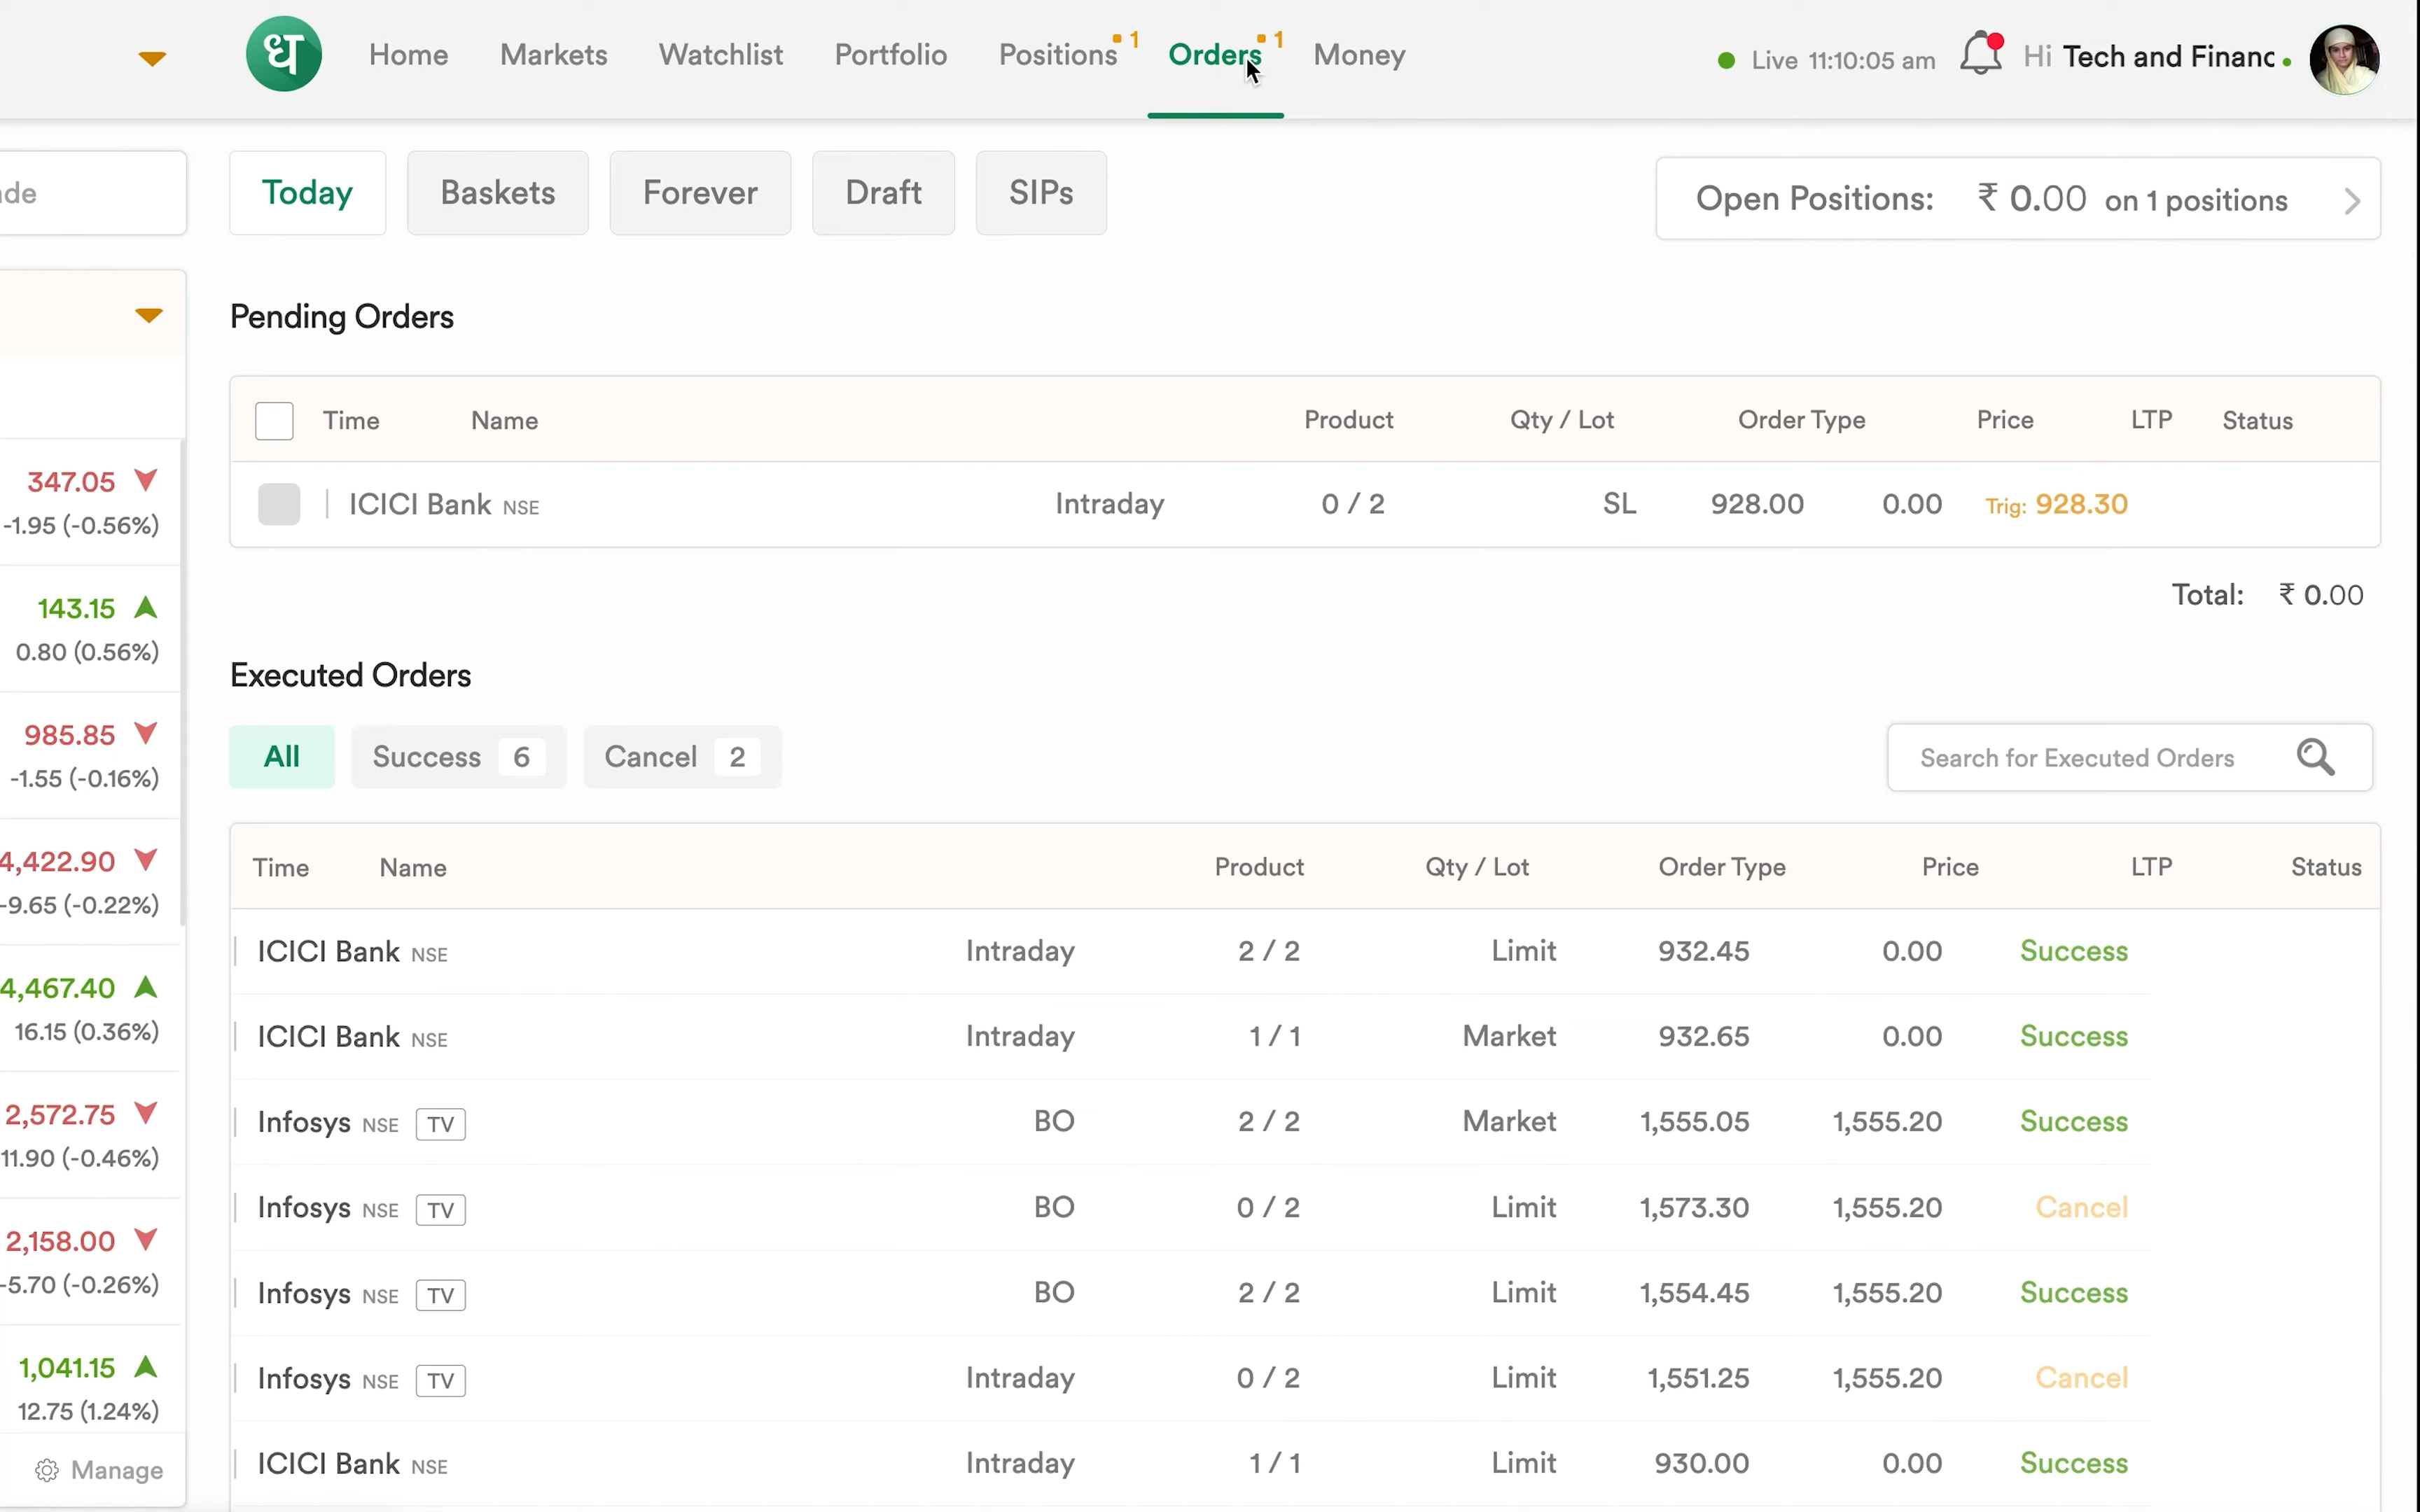 धा Home Markets Watchlist Portfolio Positions 1 Orders 1 Money Live 11:10:05 am Hi Tech and Financ
Today Baskets Forever Draft SIPs Open Positions: ₹ 0.00 on 1 positions
Pending Orders
Time Name Product Qty / Lot Order Type Price LTP Status
ICICI Bank NSE Intraday 0 / 2 SL 928.00 0.00 Trig: 928.30
Total: ₹ 0.00
Executed Orders
All Success 6 Cancel 2 Search for Executed Orders
Time Name Product Qty / Lot Order Type Price LTP Status
ICICI Bank NSE Intraday 2 / 2 Limit 932.45 0.00 Success
ICICI Bank NSE Intraday 1 / 1 Market 932.65 0.00 Success
Infosys NSE TV BO 2 / 2 Market 1,555.05 1,555.20 Success
Infosys NSE TV BO 0 / 2 Limit 1,573.30 1,555.20 Cancel
Infosys NSE TV BO 2 / 2 Limit 1,554.45 1,555.20 Success
Infosys NSE TV Intraday 0 / 2 Limit 1,551.25 1,555.20 Cancel
ICICI Bank NSE Intraday 1 / 1 Limit 930.00 0.00 Success
347.05
-1.95 (-0.56%)
143.15
0.80 (0.56%)
985.85
-1.55 (-0.16%)
4,422.90
-9.65 (-0.22%)
4,467.40
16.15 (0.36%)
2,572.75
11.90 (-0.46%)
2,158.00
-5.70 (-0.26%)
1,041.15
12.75 (1.24%)
Manage